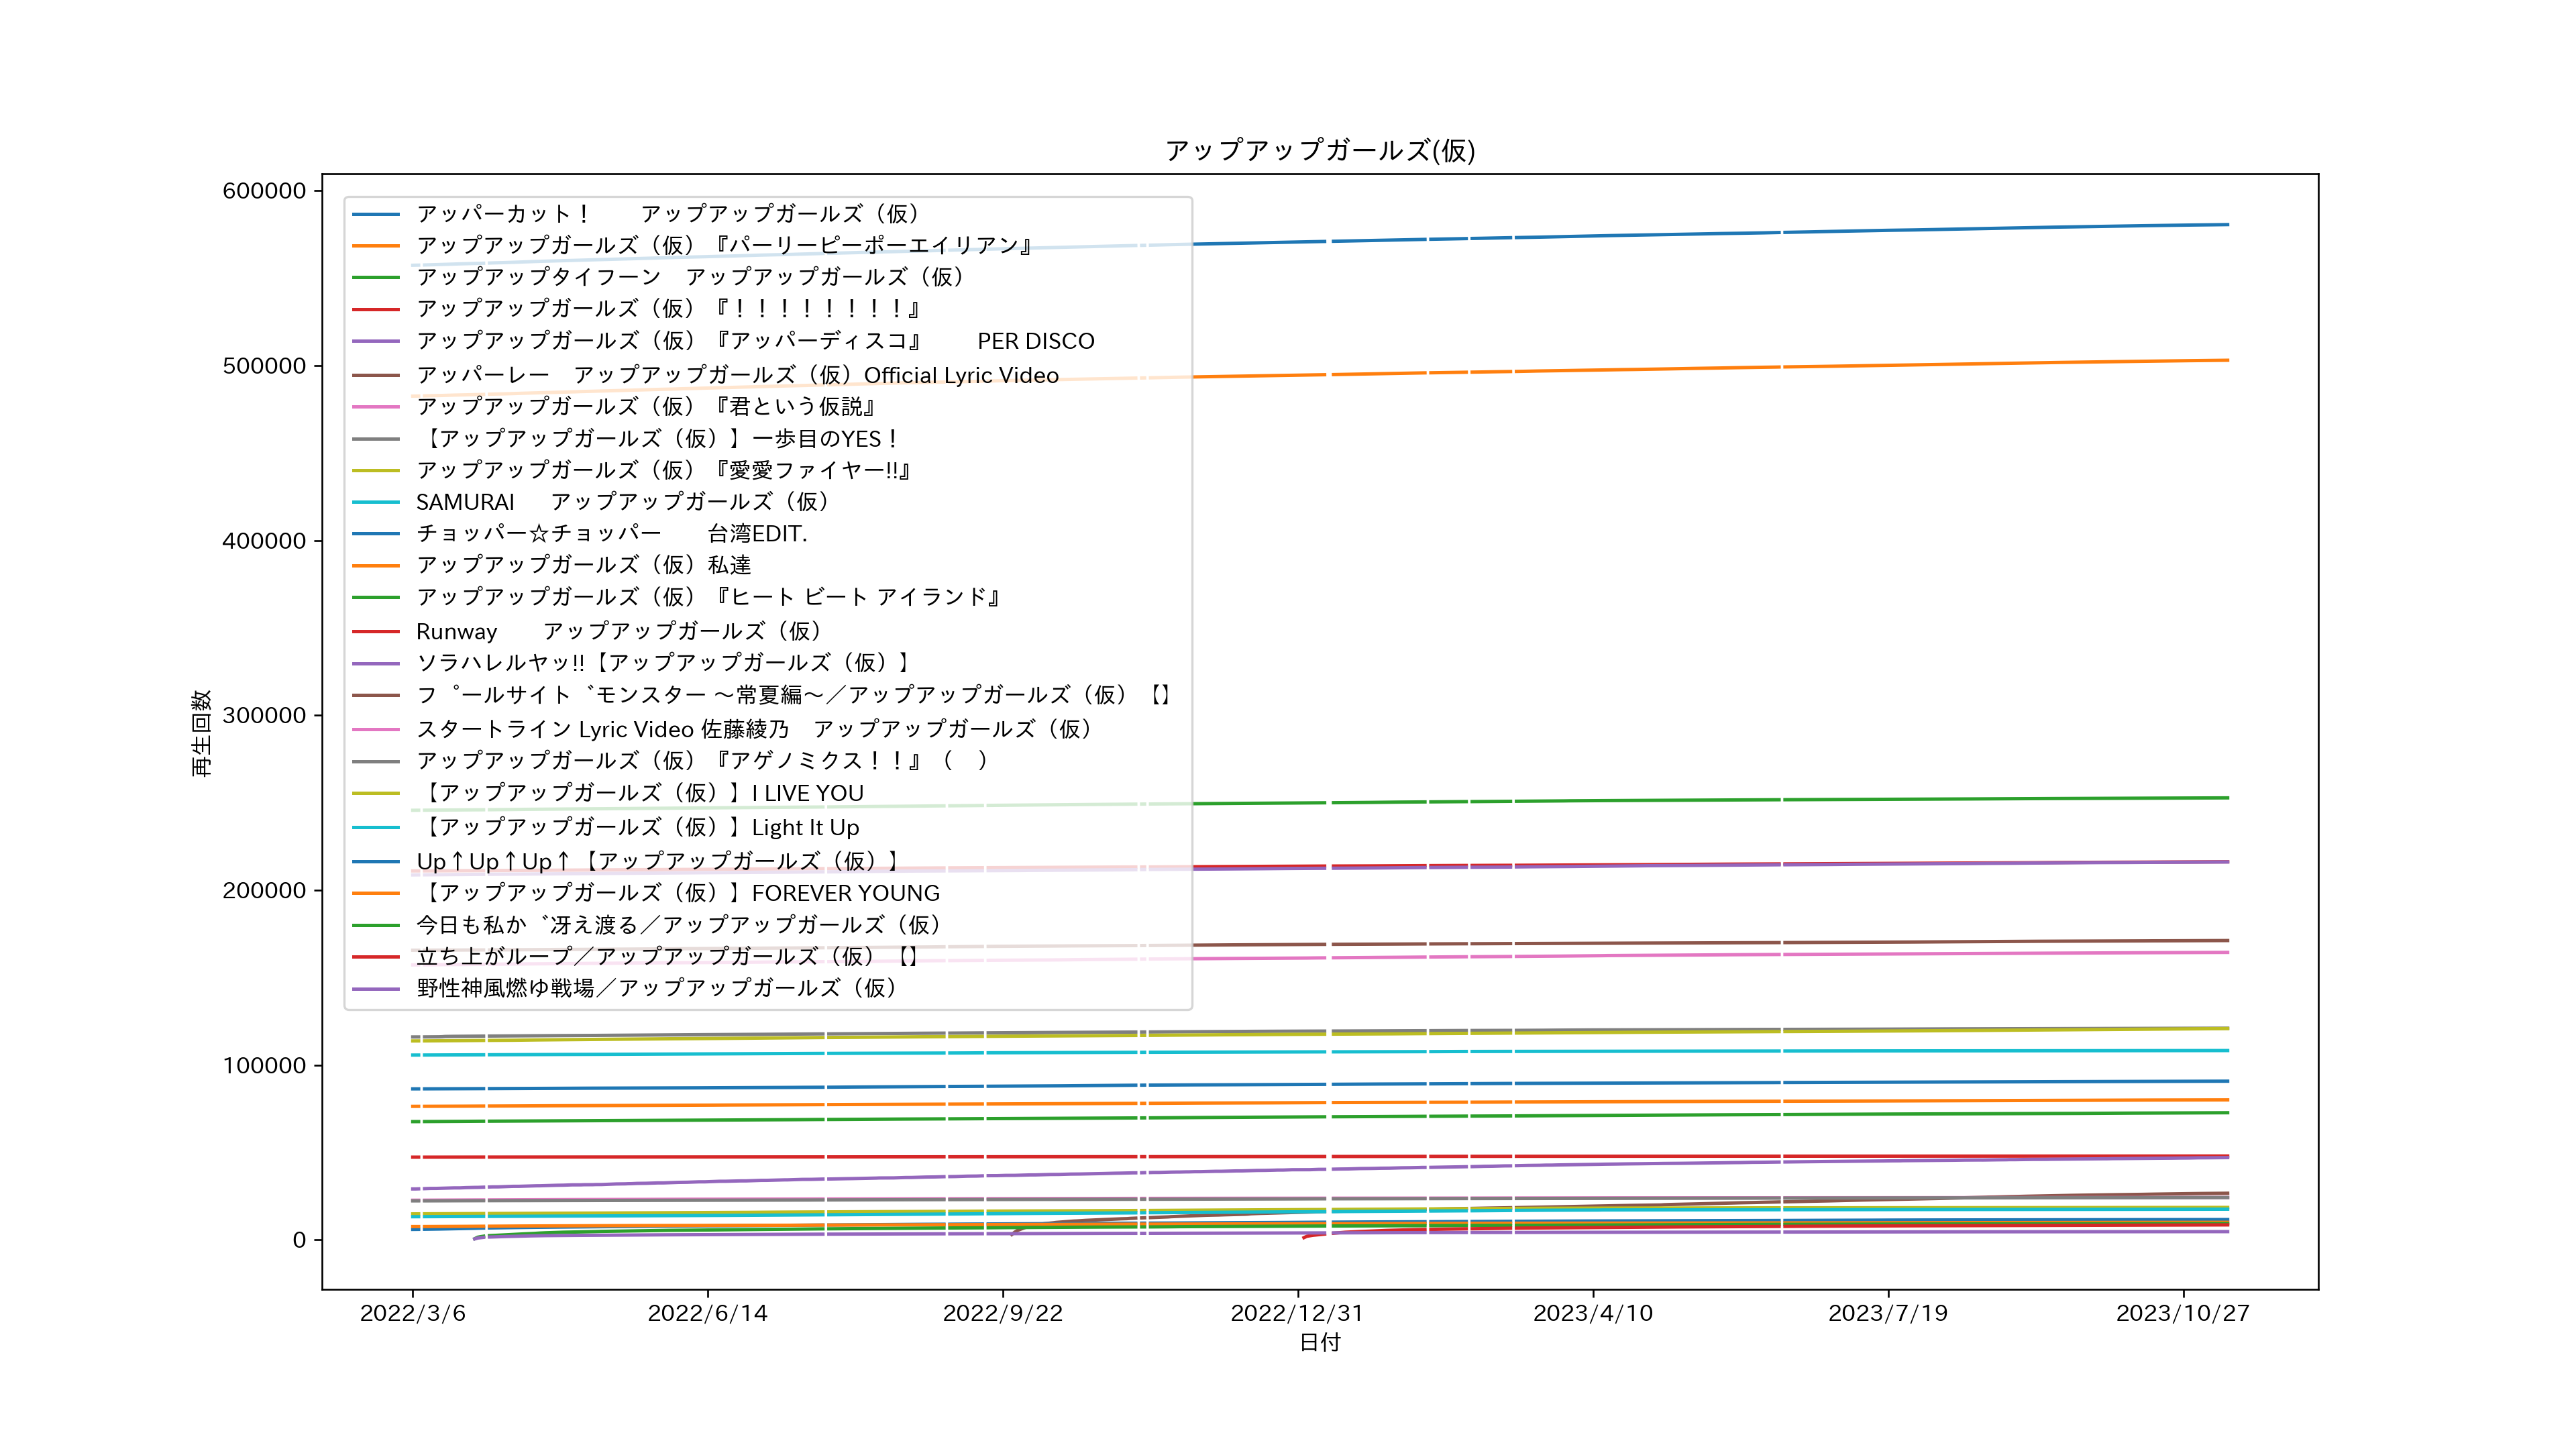 アップアップガールズ(仮)
600000
500000
400000
300000
200000
100000
0
再生回数
アッパーカット！　　アップアップガールズ（仮）
アップアップガールズ（仮）『パーリーピーポーエイリアン』
アップアップタイフーン　アップアップガールズ（仮）
アップアップガールズ（仮）『！！！！！！！！』
アップアップガールズ（仮）『アッパーディスコ』　　PER DISCO
アッパーレー　アップアップガールズ（仮）Official Lyric Video
アップアップガールズ（仮）『君という仮説』
【アップアップガールズ（仮）】一歩目のYES！
アップアップガールズ（仮）『愛愛ファイヤー!!』
SAMURAI　 アップアップガールズ（仮）
チョッパー☆チョッパー　　台湾EDIT.
アップアップガールズ（仮）私達
アップアップガールズ（仮）『ヒート ビート アイランド』
Runway　　アップアップガールズ（仮）
ソラハレルヤッ!!【アップアップガールズ（仮）】
フ゜ールサイト゛モンスター ～常夏編～／アップアップガールズ（仮）【】
スタートライン Lyric Video 佐藤綾乃　アップアップガールズ（仮）
アップアップガールズ（仮）『アゲノミクス！！』（　）
【アップアップガールズ（仮）】I LIVE YOU
【アップアップガールズ（仮）】Light It Up
Up↑Up↑Up↑【アップアップガールズ（仮）】
【アップアップガールズ（仮）】FOREVER YOUNG
今日も私か゛冴え渡る／アップアップガールズ（仮）
立ち上がループ／アップアップガールズ（仮）【】
野性神風燃ゆ戦場／アップアップガールズ（仮）
2022/3/6 2022/6/14 2022/9/22 2022/12/31 2023/4/10 2023/7/19 2023/10/27
日付